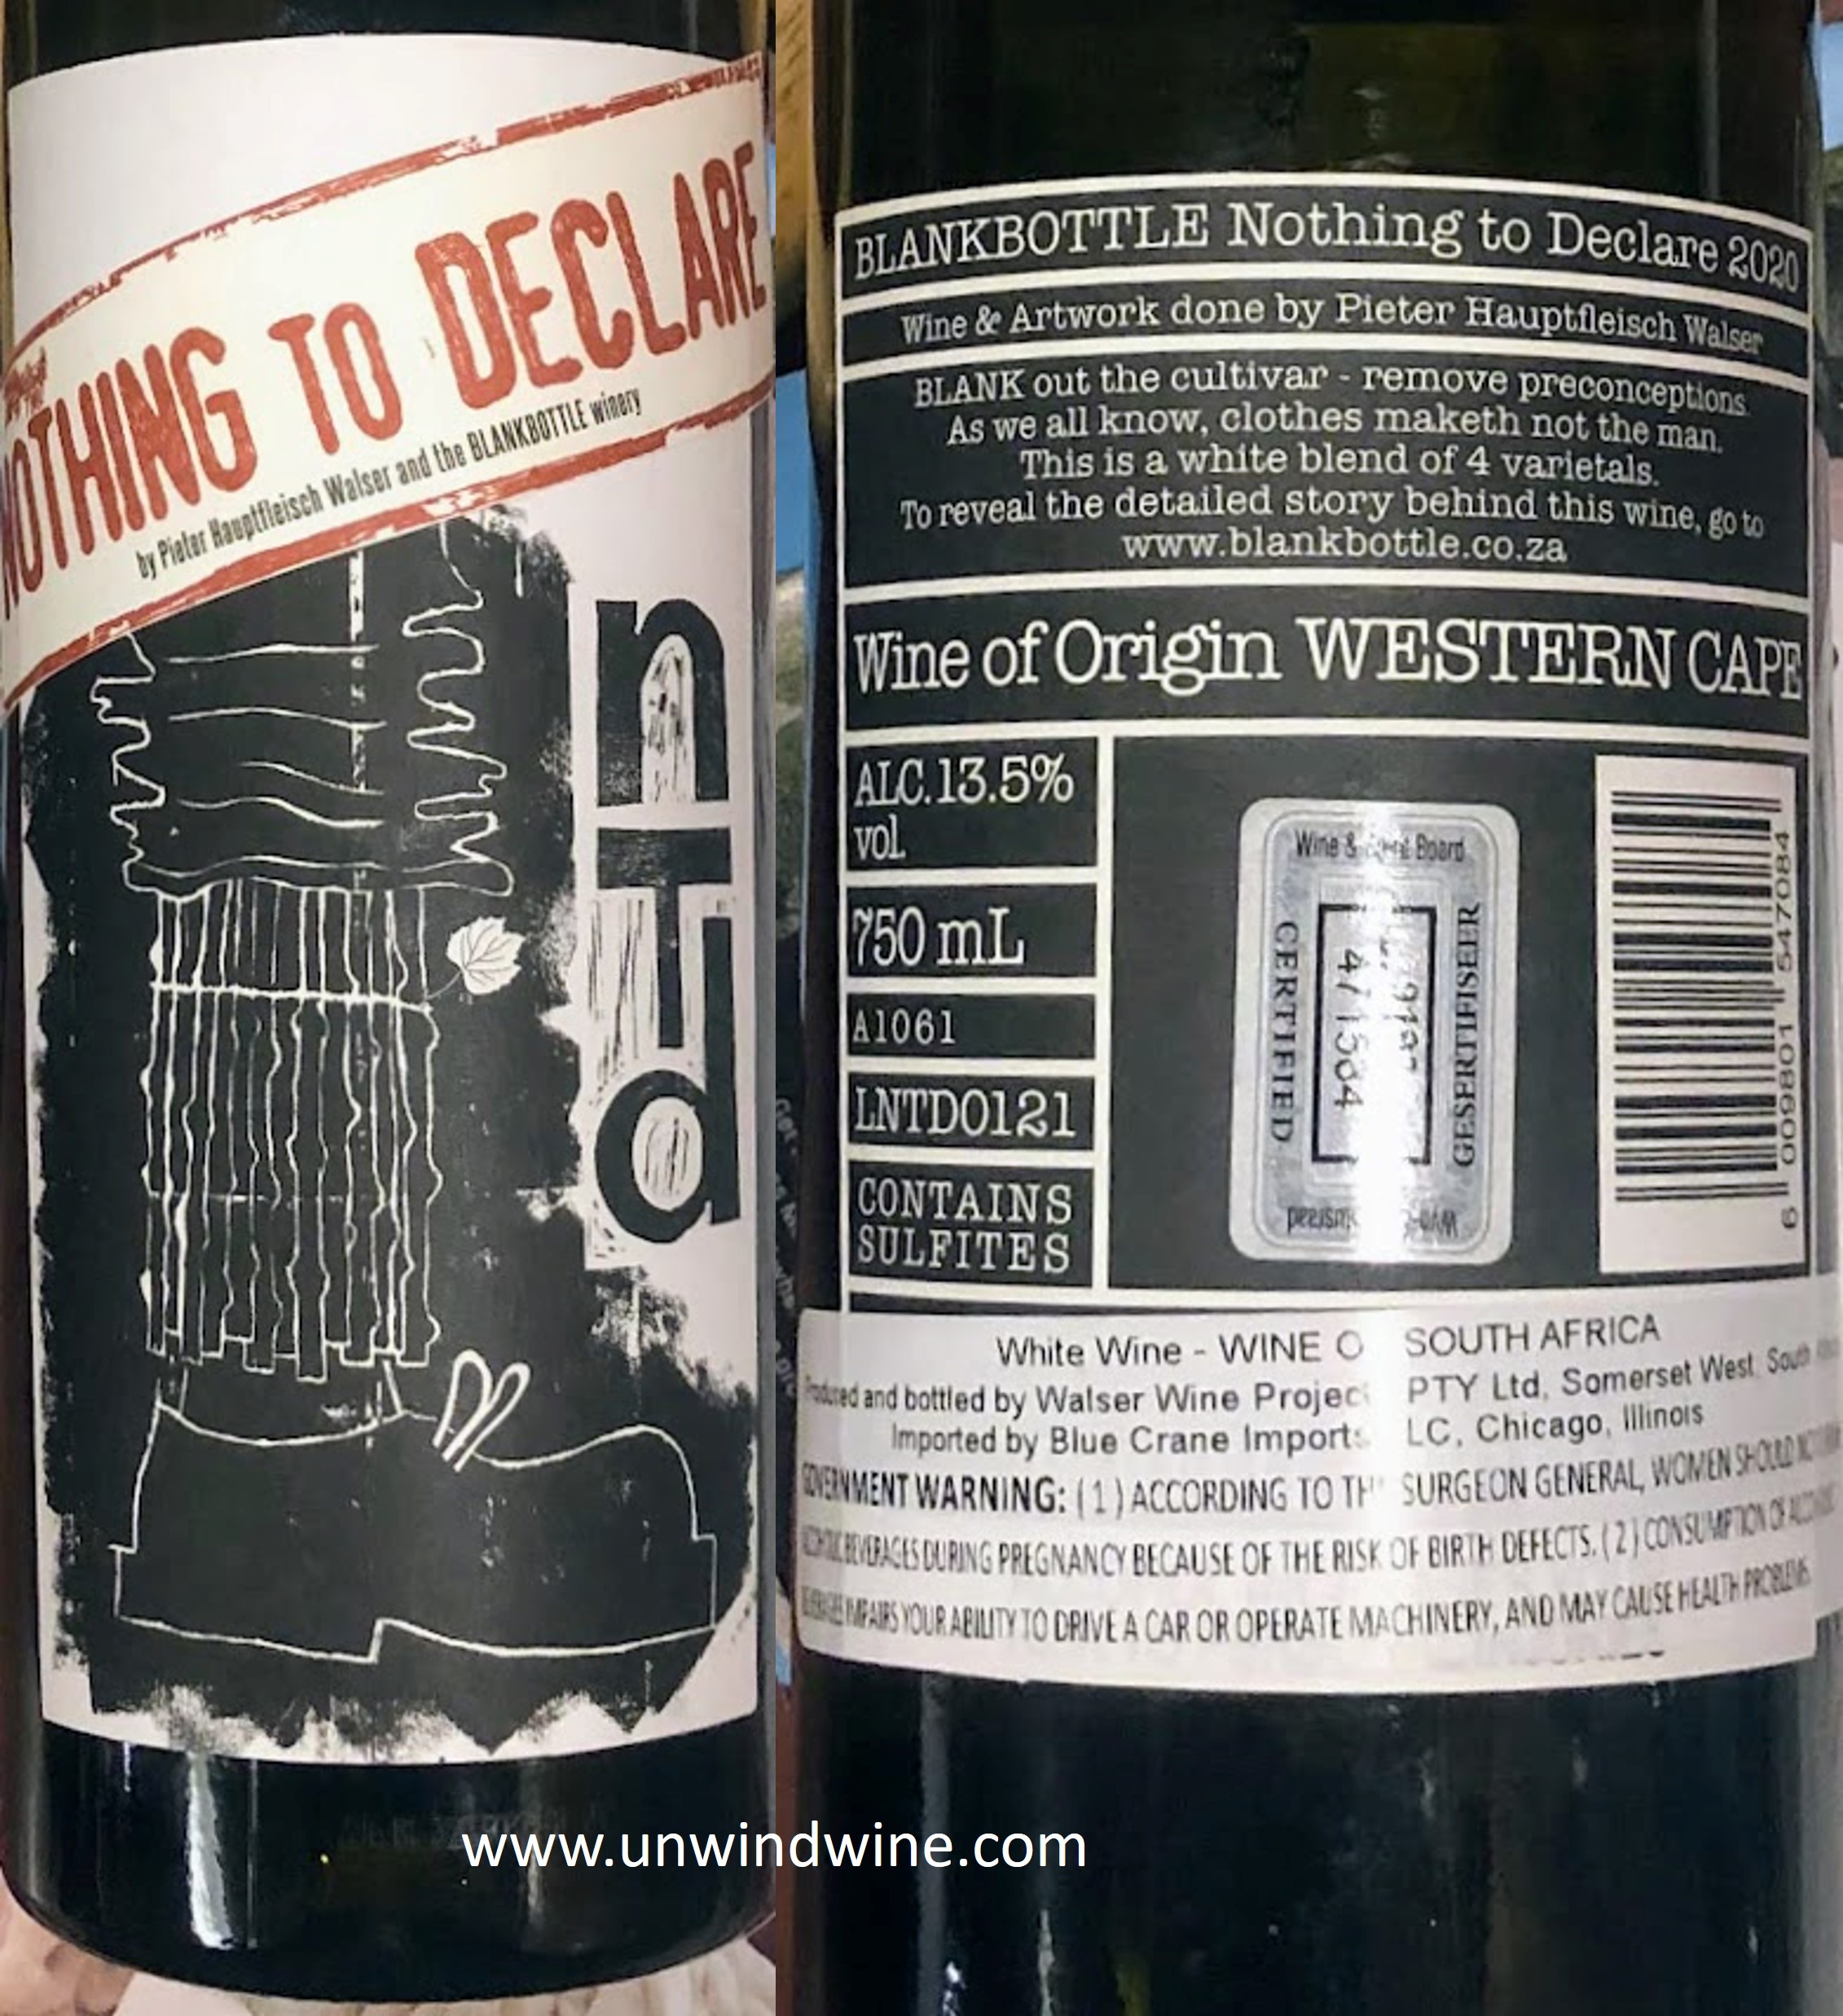 NOTHING TO DECLARE
by Pieter Hauptfleisch Walser and the BLANKBOTTLE winery
nTd
BLANKBOTTLE Nothing to Declare 2020
Wine & Artwork done by Pieter Hauptfleisch Walser
BLANK out the cultivar - remove preconceptions.
As we all know, clothes maketh not the man.
This is a white blend of 4 varietals.
To reveal the detailed story behind this wine, go to
www.blankbottle.co.za
Wine of Origin WESTERN CAPE
ALC.13.5%
vol.
750 mL
A1061
LNTD0121
CONTAINS
SULFITES
Wine & Board
CERTIFIED
GESERTIFISEER
6 009801 547084
White Wine - WINE O SOUTH AFRICA
Produced and bottled by Walser Wine Projec PTY Ltd, Somerset West, South
Imported by Blue Crane Imports LC, Chicago, Illinois
GOVERNMENT WARNING: (1) ACCORDING TO TH SURGEON GENERAL, WOMEN SHOULD NOT
ALCOHOLIC BEVERAGES DURING PREGNANCY BECAUSE OF THE RISK OF BIRTH DEFECTS. (2) CONSUMPTION OF
BEVERAGES IMPAIRS YOUR ABILITY TO DRIVE A CAR OR OPERATE MACHINERY, AND MAY CAUSE HEALTH PROBLEMS.
www.unwindwine.com